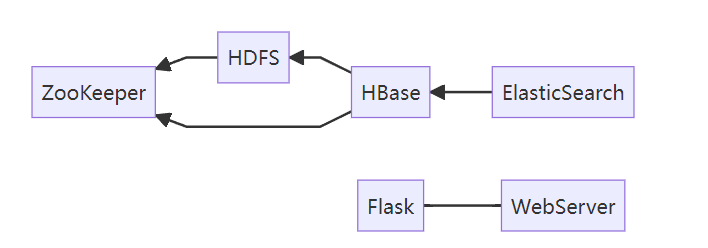 HDFS
ZooKeeper
HBase
ElasticSearch
Flask
WebServer